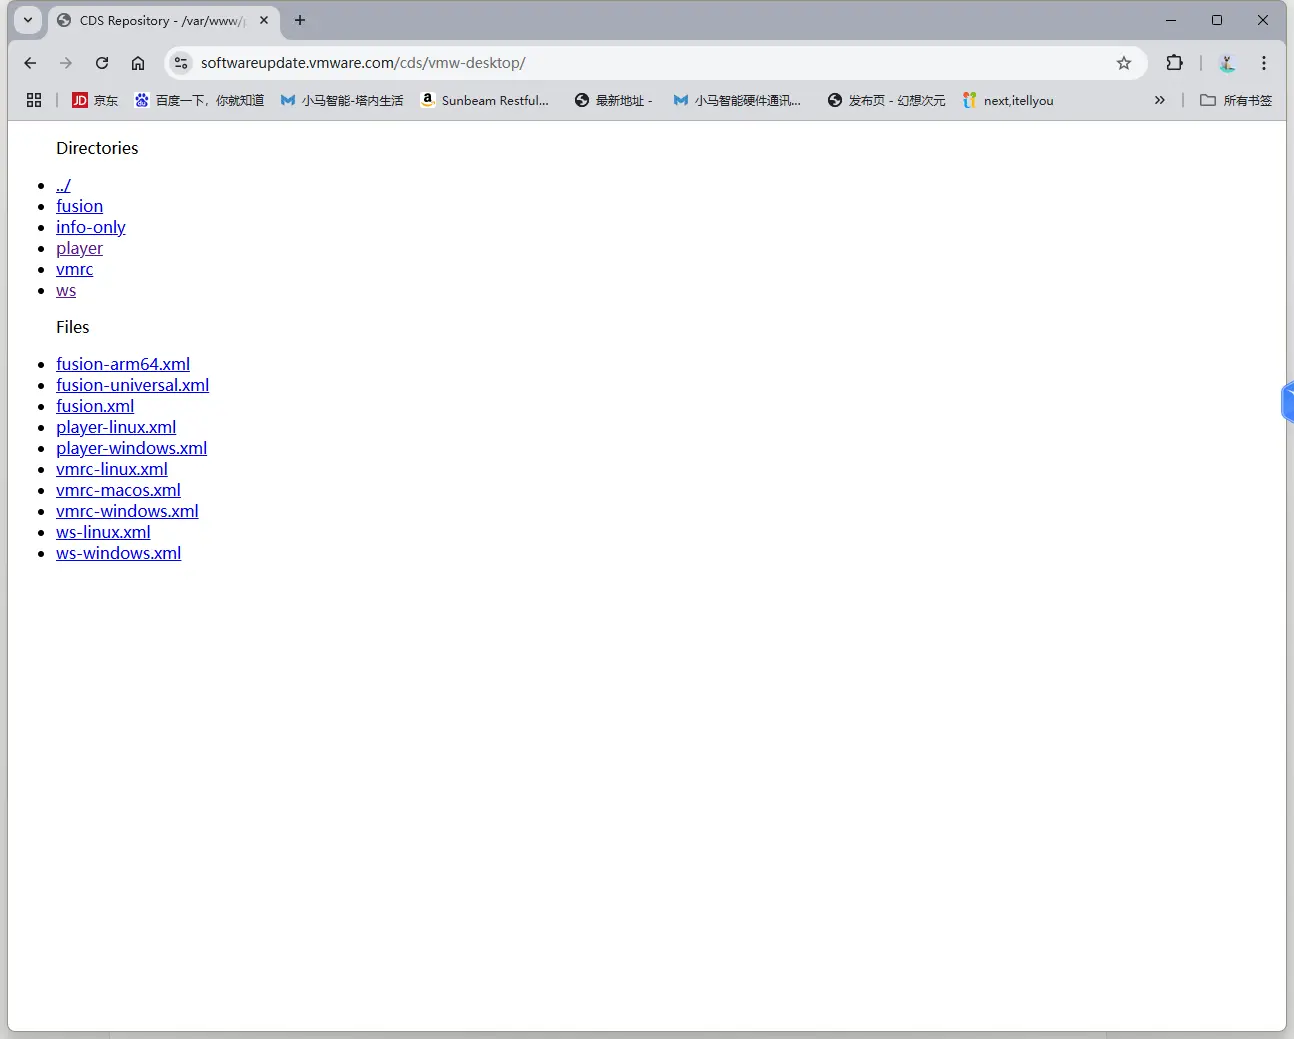 CDS Repository - /var/www/
softwareupdate.vmware.com/cds/vmw-desktop/
JD 京东 百度一下，你就知道 小马智能-塔内生活 a Sunbeam Restful... 最新地址 - 小马智能硬件通讯... 发布页 - 幻想次元 next,itellyou 所有书签
Directories
../
fusion
info-only
player
vmrc
ws
Files
fusion-arm64.xml
fusion-universal.xml
fusion.xml
player-linux.xml
player-windows.xml
vmrc-linux.xml
vmrc-macos.xml
vmrc-windows.xml
ws-linux.xml
ws-windows.xml